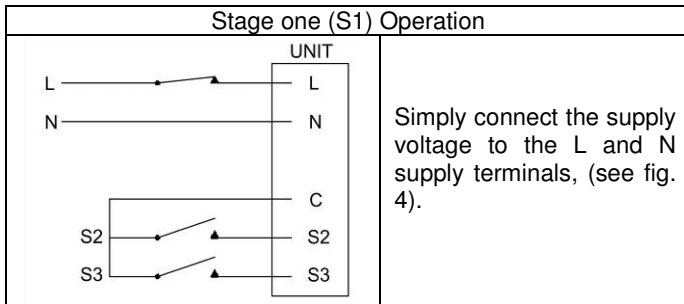 Stage one (S1) Operation
UNIT
L L
N N
C
S2 S2
S3 S3
Simply connect the supply
voltage to the L and N
supply terminals, (see fig.
4).